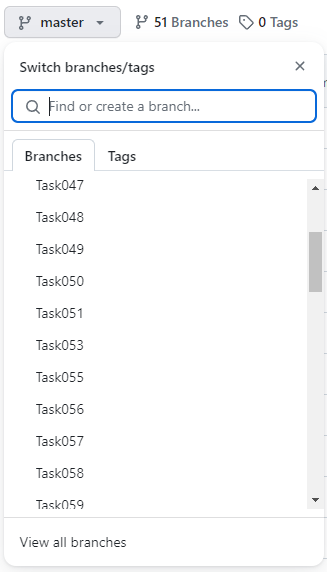 master 51 Branches 0 Tags
Switch branches/tags
Find or create a branch...
Branches Tags
Task047
Task048
Task049
Task050
Task051
Task053
Task055
Task056
Task057
Task058
Task059
View all branches